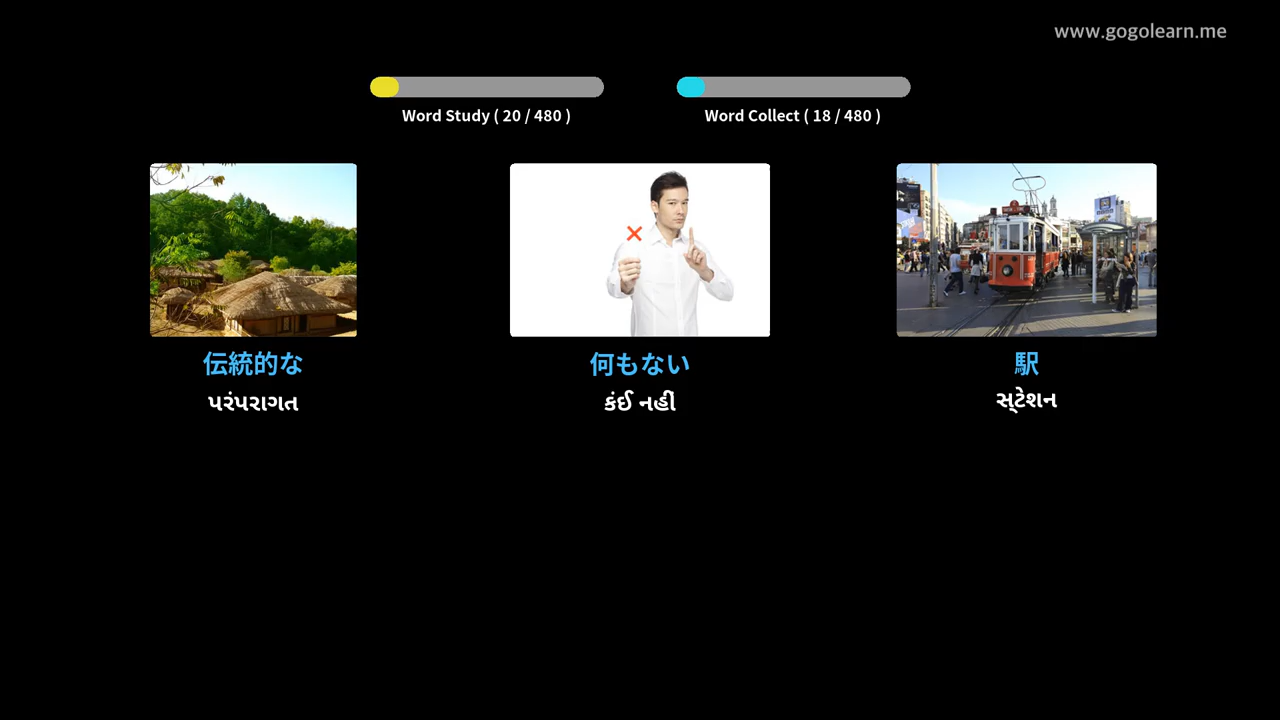 www.gogolearn.me
Word Study ( 20 / 480 )
Word Collect ( 18 / 480 )
伝統的な
何もない
駅
પરંપરાગત
કંઈ નહીં
સ્ટેશન